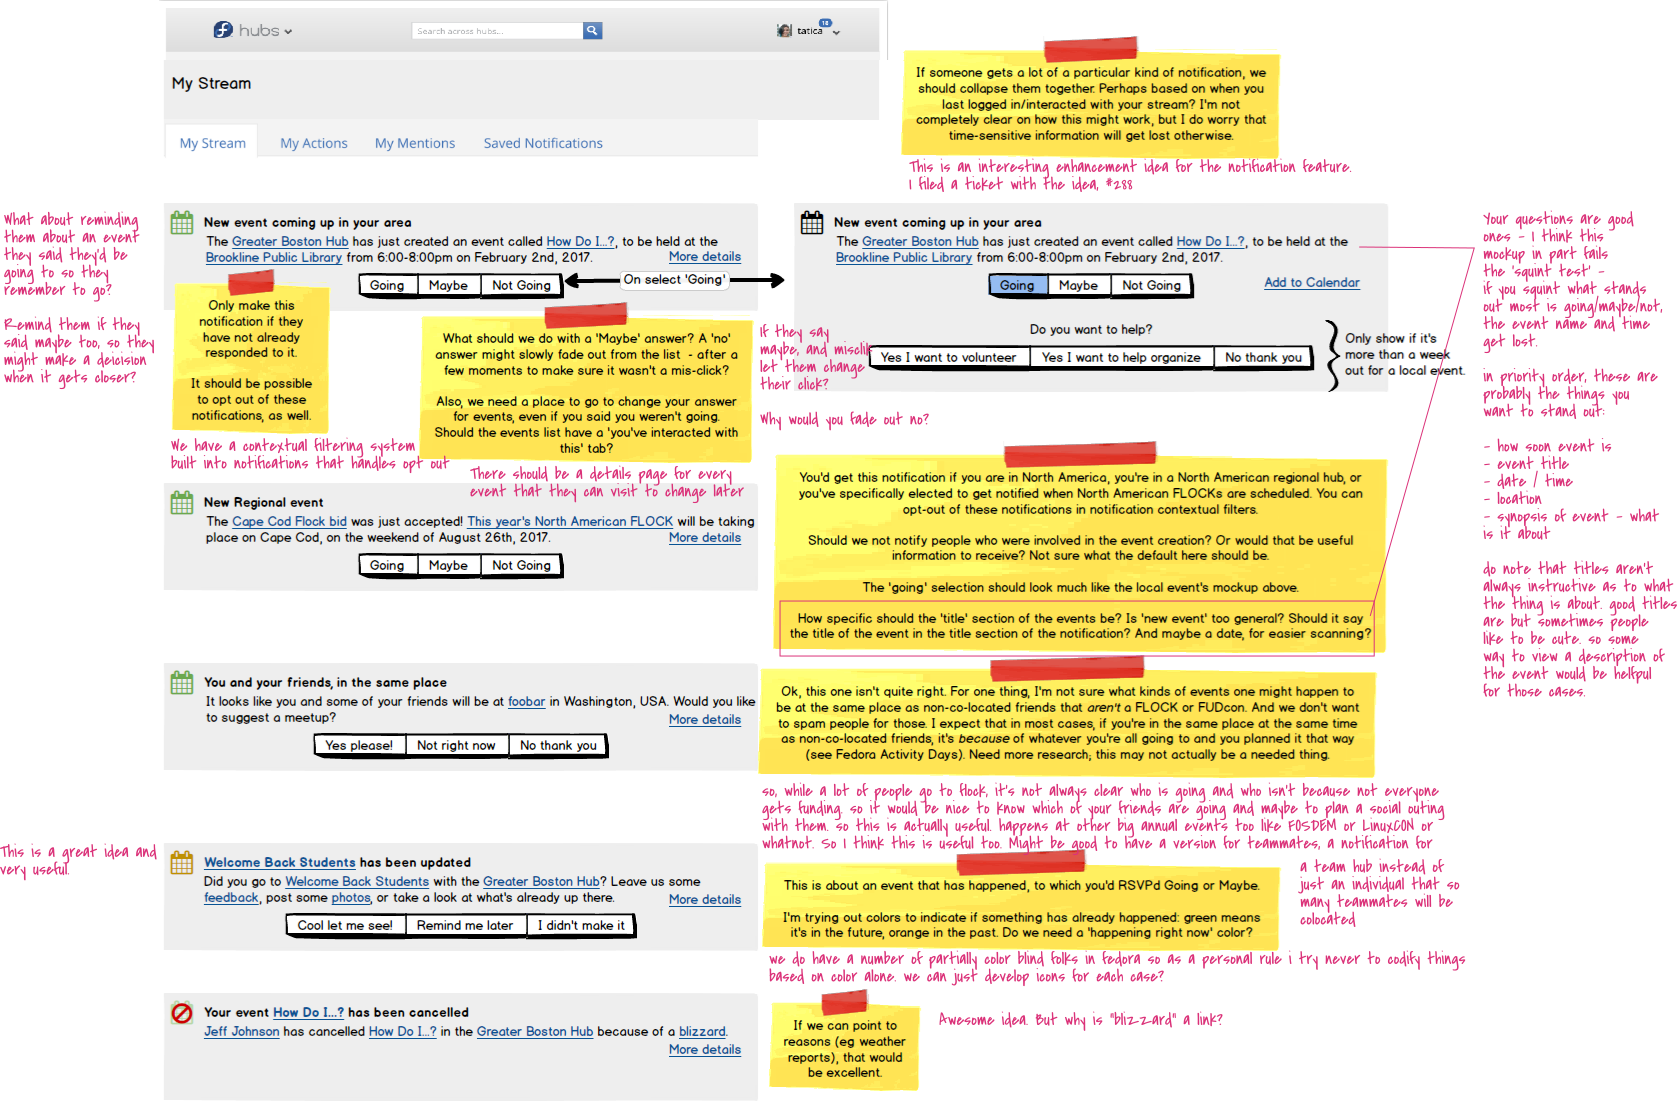 hubs
Search across hubs...
18
tatica
My Stream
My Stream
My Actions
My Mentions
Saved Notifications
If someone gets a lot of a particular kind of notification, we
should collapse them together. Perhaps based on when you
last logged in/interacted with your stream? I'm not
completely clear on how this might work, but I do worry that
time-sensitive information will get lost otherwise.
This is an interesting enhancement idea for the notification feature.
I filed a ticket with the idea, #288
What about reminding
them about an event
they said they'd be
going to so they
remember to go?
Remind them if they
said maybe too, so they
might make a deicision
when it gets closer?
New event coming up in your area
The Greater Boston Hub has just created an event called How Do I...?, to be held at the
Brookline Public Library from 6:00-8:00pm on February 2nd, 2017.
More details
Going
Maybe
Not Going
On select 'Going'
New event coming up in your area
The Greater Boston Hub has just created an event called How Do I...?, to be held at the
Brookline Public Library from 6:00-8:00pm on February 2nd, 2017.
Going
Maybe
Not Going
Add to Calendar
Do you want to help?
Yes I want to volunteer
Yes I want to help organize
No thank you
Only show if it's
more than a week
out for a local event.
Only make this
notification if they
have not already
responded to it.
It should be possible
to opt out of these
notifications, as well.
We have a contextual filtering system
built into notifications that handles opt out
What should we do with a 'Maybe' answer? A 'no'
answer might slowly fade out from the list - after a
few moments to make sure it wasn't a mis-click?
Also, we need a place to go to change your answer
for events, even if you said you weren't going.
Should the events list have a 'you've interacted with
this' tab?
There should be a details page for every
event that they can visit to change later
If they say
maybe, and misclik
let them change
their click?
Why would you fade out no?
Your questions are good
ones - I think this
mockup in part fails
the 'squint test' -
if you squint what stands
out most is going/maybe/not,
the event name and time
get lost.
in priority order, these are
probably the things you
want to stand out:
- how soon event is
- event title
- date / time
- location
- synopsis of event - what
is it about
do note that titles aren't
always instructive as to what
the thing is about. good titles
are but sometimes people
like to be cute. so some
way to view a description of
the event would be helpful
for those cases.
New Regional event
The Cape Cod Flock bid was just accepted! This year's North American FLOCK will be taking
place on Cape Cod, on the weekend of August 26th, 2017.
More details
Going
Maybe
Not Going
You'd get this notification if you are in North America, you're in a North American regional hub, or
you've specifically elected to get notified when North American FLOCKs are scheduled. You can
opt-out of these notifications in notification contextual filters.
Should we not notify people who were involved in the event creation? Or would that be useful
information to receive? Not sure what the default here should be.
The 'going' selection should look much like the local event's mockup above.
How specific should the 'title' section of the events be? Is 'new event' too general? Should it say
the title of the event in the title section of the notification? And maybe a date, for easier scanning?
You and your friends, in the same place
It looks like you and some of your friends will be at foobar in Washington, USA. Would you like
to suggest a meetup?
More details
Yes please!
Not right now
No thank you
Ok, this one isn't quite right. For one thing, I'm not sure what kinds of events one might happen to
be at the same place as non-co-located friends that aren't a FLOCK or FUDcon. And we don't want
to spam people for those. I expect that in most cases, if you're in the same place at the same time
as non-co-located friends, it's because of whatever you're all going to and you planned it that way
(see Fedora Activity Days). Need more research; this may not actually be a needed thing.
so, while a lot of people go to flock, it's not always clear who is going and who isn't because not everyone
gets funding. so it would be nice to know which of your friends are going and maybe to plan a social outing
with them. so this is actually useful. happens at other big annual events too like FOSDEM or LinuxCON or
whatnot. So I think this is useful too. Might be good to have a version for teammates, a notification for
a team hub instead of
just an individual that so
many teammates will be
colocated
This is a great idea and
very useful.
Welcome Back Students has been updated
Did you go to Welcome Back Students with the Greater Boston Hub? Leave us some
feedback, post some photos, or take a look at what's already up there.
More details
Cool let me see!
Remind me later
I didn't make it
This is about an event that has happened, to which you'd RSVPd Going or Maybe.
I'm trying out colors to indicate if something has already happened: green means
it's in the future, orange in the past. Do we need a 'happening right now' color?
we do have a number of partially color blind folks in fedora so as a personal rule i try never to codify things
based on color alone. we can just develop icons for each case?
Your event How Do I...? has been cancelled
Jeff Johnson has cancelled How Do I...? in the Greater Boston Hub because of a blizzard.
More details
If we can point to
reasons (eg weather
reports), that would
be excellent.
Awesome idea. But why is "blizzard" a link?